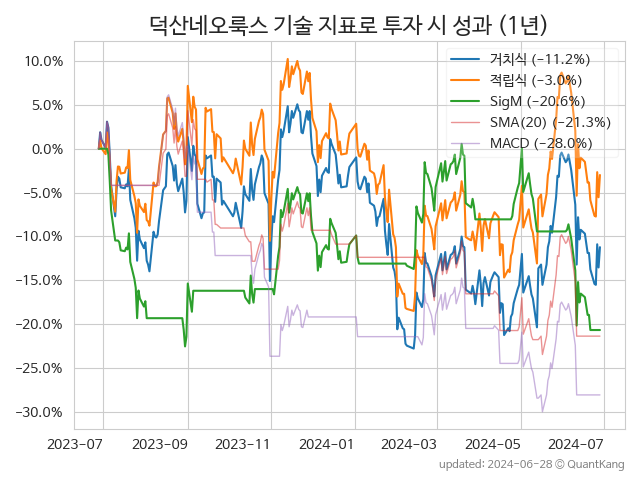 덕산네오룩스 기술 지표로 투자 시 성과 (1년)
거치식 (−11.2%)
적립식 (−3.0%)
SigM (−20.6%)
SMA(20) (−21.3%)
MACD (−28.0%)
10.0%
5.0%
0.0%
−5.0%
−10.0%
−15.0%
−20.0%
−25.0%
−30.0%
2023-07 2023-09 2023-11 2024-01 2024-03 2024-05 2024-07
updated: 2024-06-28 © QuantKang